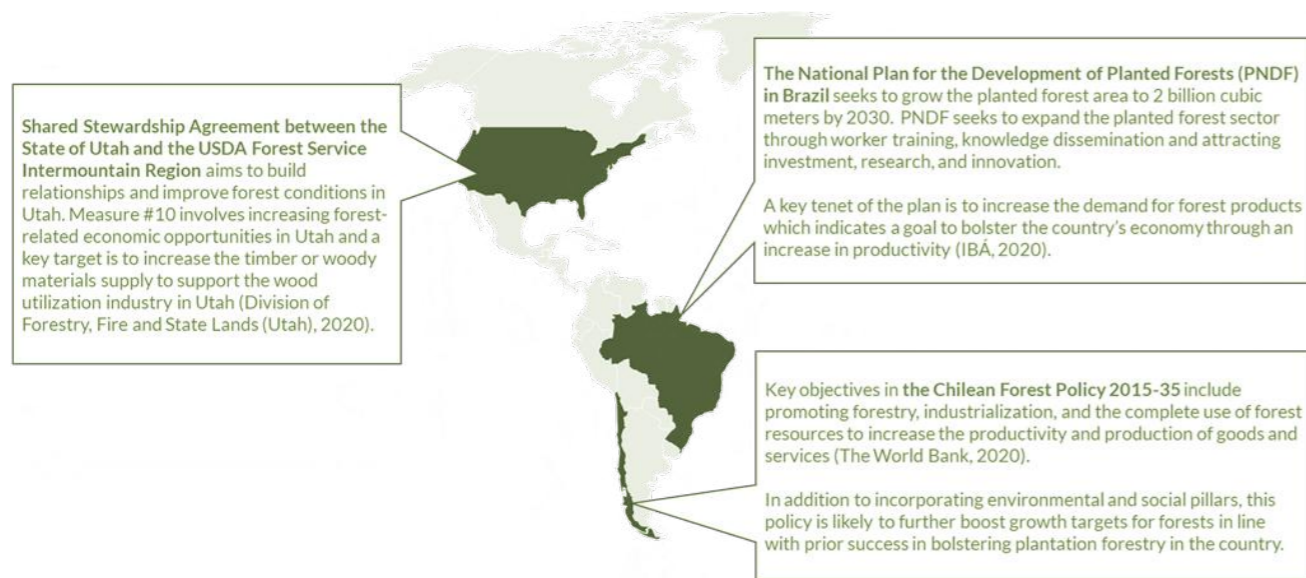 Shared Stewardship Agreement between the
State of Utah and the USDA Forest Service
Intermountain Region aims to build
relationships and improve forest conditions in
Utah. Measure #10 involves increasing forest-
related economic opportunities in Utah and a
key target is to increase the timber or woody
materials supply to support the wood
utilization industry in Utah (Division of
Forestry, Fire and State Lands (Utah), 2020).
The National Plan for the Development of Planted Forests (PNDF)
in Brazil seeks to grow the planted forest area to 2 billion cubic
meters by 2030. PNDF seeks to expand the planted forest sector
through worker training, knowledge dissemination and attracting
investment, research, and innovation.
A key tenet of the plan is to increase the demand for forest products
which indicates a goal to bolster the country's economy through an
increase in productivity (IBÁ, 2020).
Key objectives in the Chilean Forest Policy 2015-35 include
promoting forestry, industrialization, and the complete use of forest
resources to increase the productivity and production of goods and
services (The World Bank, 2020).
In addition to incorporating environmental and social pillars, this
policy is likely to further boost growth targets for forests in line
with prior success in bolstering plantation forestry in the country.